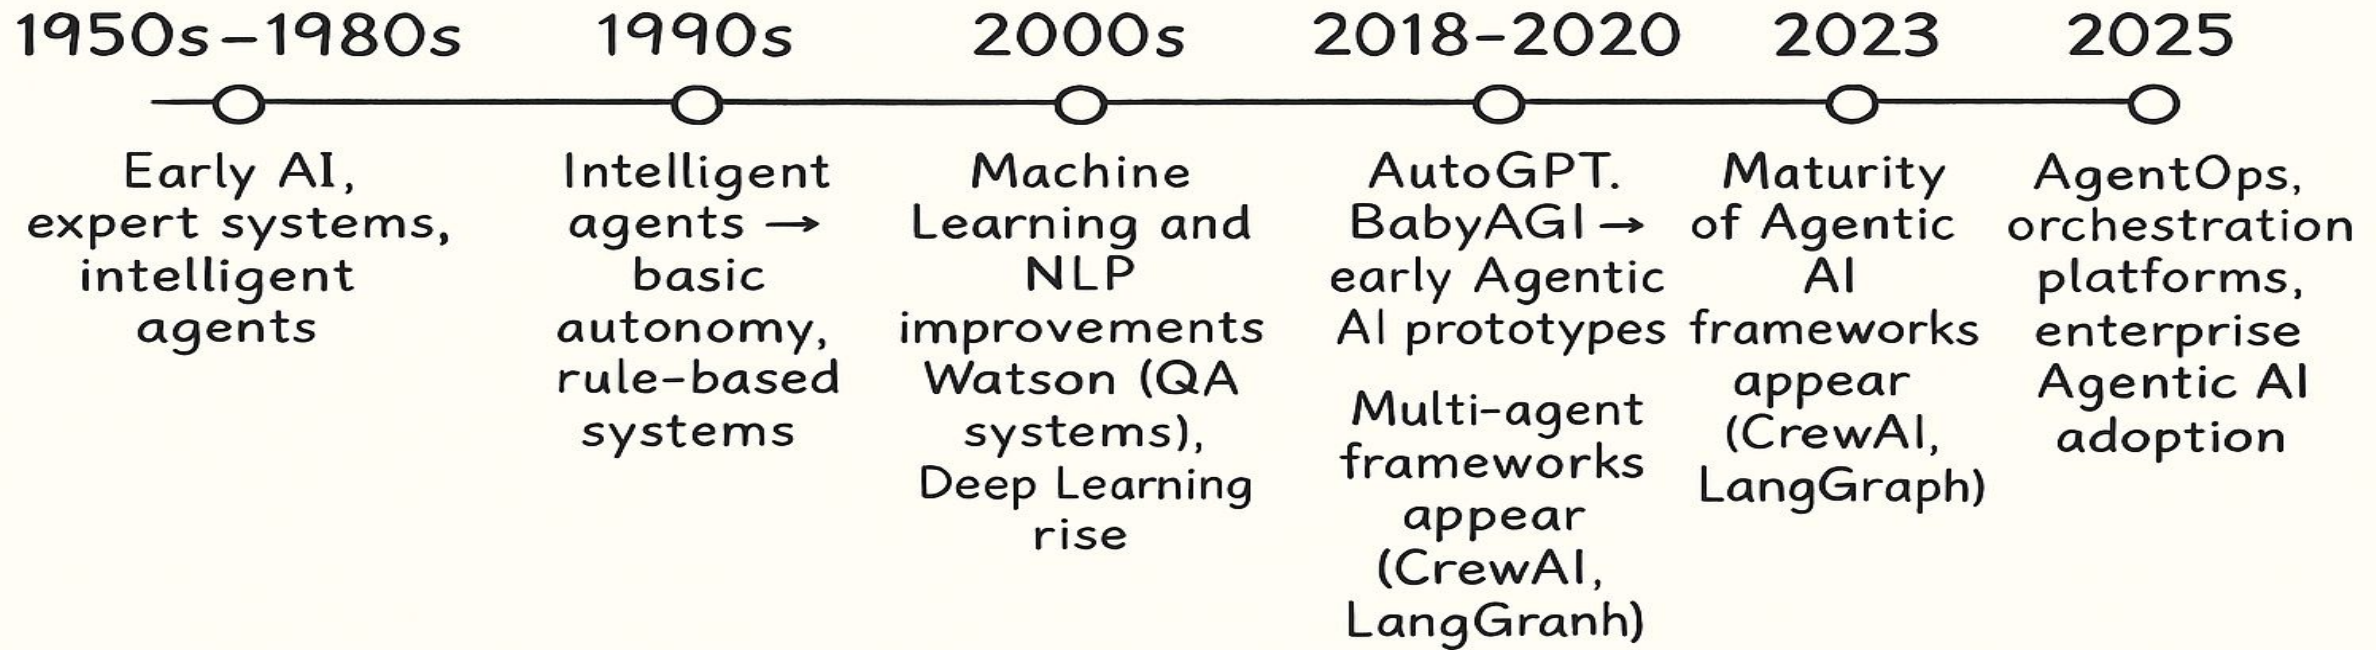 1950s–1980s
Early AI,
expert systems,
intelligent
agents
1990s
Intelligent
agents →
basic
autonomy,
rule-based
systems
2000s
Machine
Learning and
NLP
improvements
Watson (QA
systems),
Deep Learning
rise
2018–2020
AutoGPT.
BabyAGI →
early Agentic
AI prototypes
Multi-agent
frameworks
appear
(CrewAI,
LangGranh)
2023
Maturity
of Agentic
AI
frameworks
appear
(CrewAI,
LangGraph)
2025
AgentOps,
orchestration
platforms,
enterprise
Agentic AI
adoption